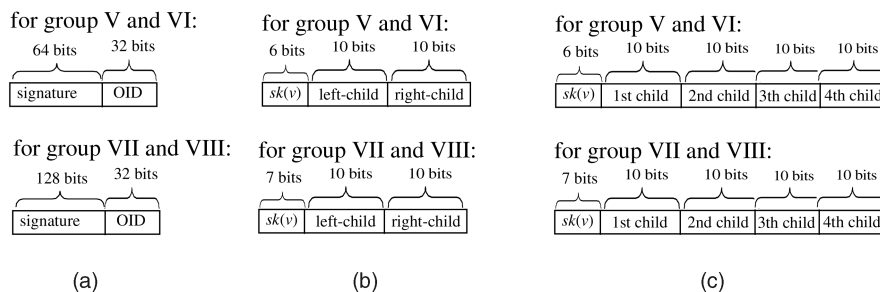 for group V and VI:
64 bits 32 bits
signature OID
for group VII and VIII:
128 bits 32 bits
signature OID
(a)
for group V and VI:
6 bits 10 bits 10 bits
sk(v) left-child right-child
for group VII and VIII:
7 bits 10 bits 10 bits
sk(v) left-child right-child
(b)
for group V and VI:
6 bits 10 bits 10 bits 10 bits 10 bits
sk(v) 1st child 2nd child 3th child 4th child
for group VII and VIII:
7 bits 10 bits 10 bits 10 bits 10 bits
sk(v) 1st child 2nd child 3th child 4th child
(c)